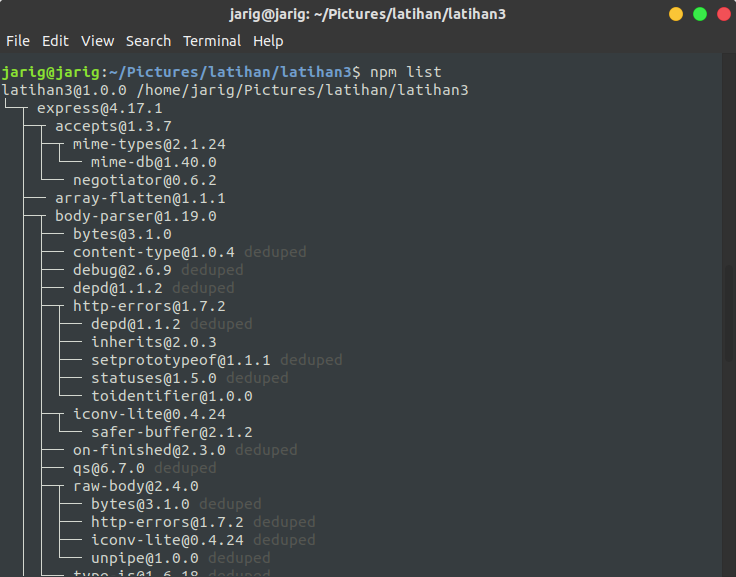 jarig@jarig: ~/Pictures/latihan/latihan3
File Edit View Search Terminal Help
jarig@jarig:~/Pictures/latihan/latihan3$ npm list
latihan3@1.0.0 /home/jarig/Pictures/latihan/latihan3
└─┬ express@4.17.1
  ├─┬ accepts@1.3.7
  │ ├─┬ mime-types@2.1.24
  │ │ └── mime-db@1.40.0
  │ └── negotiator@0.6.2
  ├── array-flatten@1.1.1
  ├─┬ body-parser@1.19.0
  │ ├── bytes@3.1.0
  │ ├── content-type@1.0.4 deduped
  │ ├── debug@2.6.9 deduped
  │ ├── depd@1.1.2 deduped
  │ ├─┬ http-errors@1.7.2
  │ │ ├── depd@1.1.2 deduped
  │ │ ├── inherits@2.0.3
  │ │ ├── setprototypeof@1.1.1 deduped
  │ │ ├── statuses@1.5.0 deduped
  │ │ └── toidentifier@1.0.0
  │ ├─┬ iconv-lite@0.4.24
  │ │ └── safer-buffer@2.1.2
  │ ├── on-finished@2.3.0 deduped
  │ ├── qs@6.7.0 deduped
  │ ├─┬ raw-body@2.4.0
  │ │ ├── bytes@3.1.0 deduped
  │ │ ├── http-errors@1.7.2 deduped
  │ │ ├── iconv-lite@0.4.24 deduped
  │ │ └── unpipe@1.0.0 deduped
  │ └── type-is@1.6.18 deduped